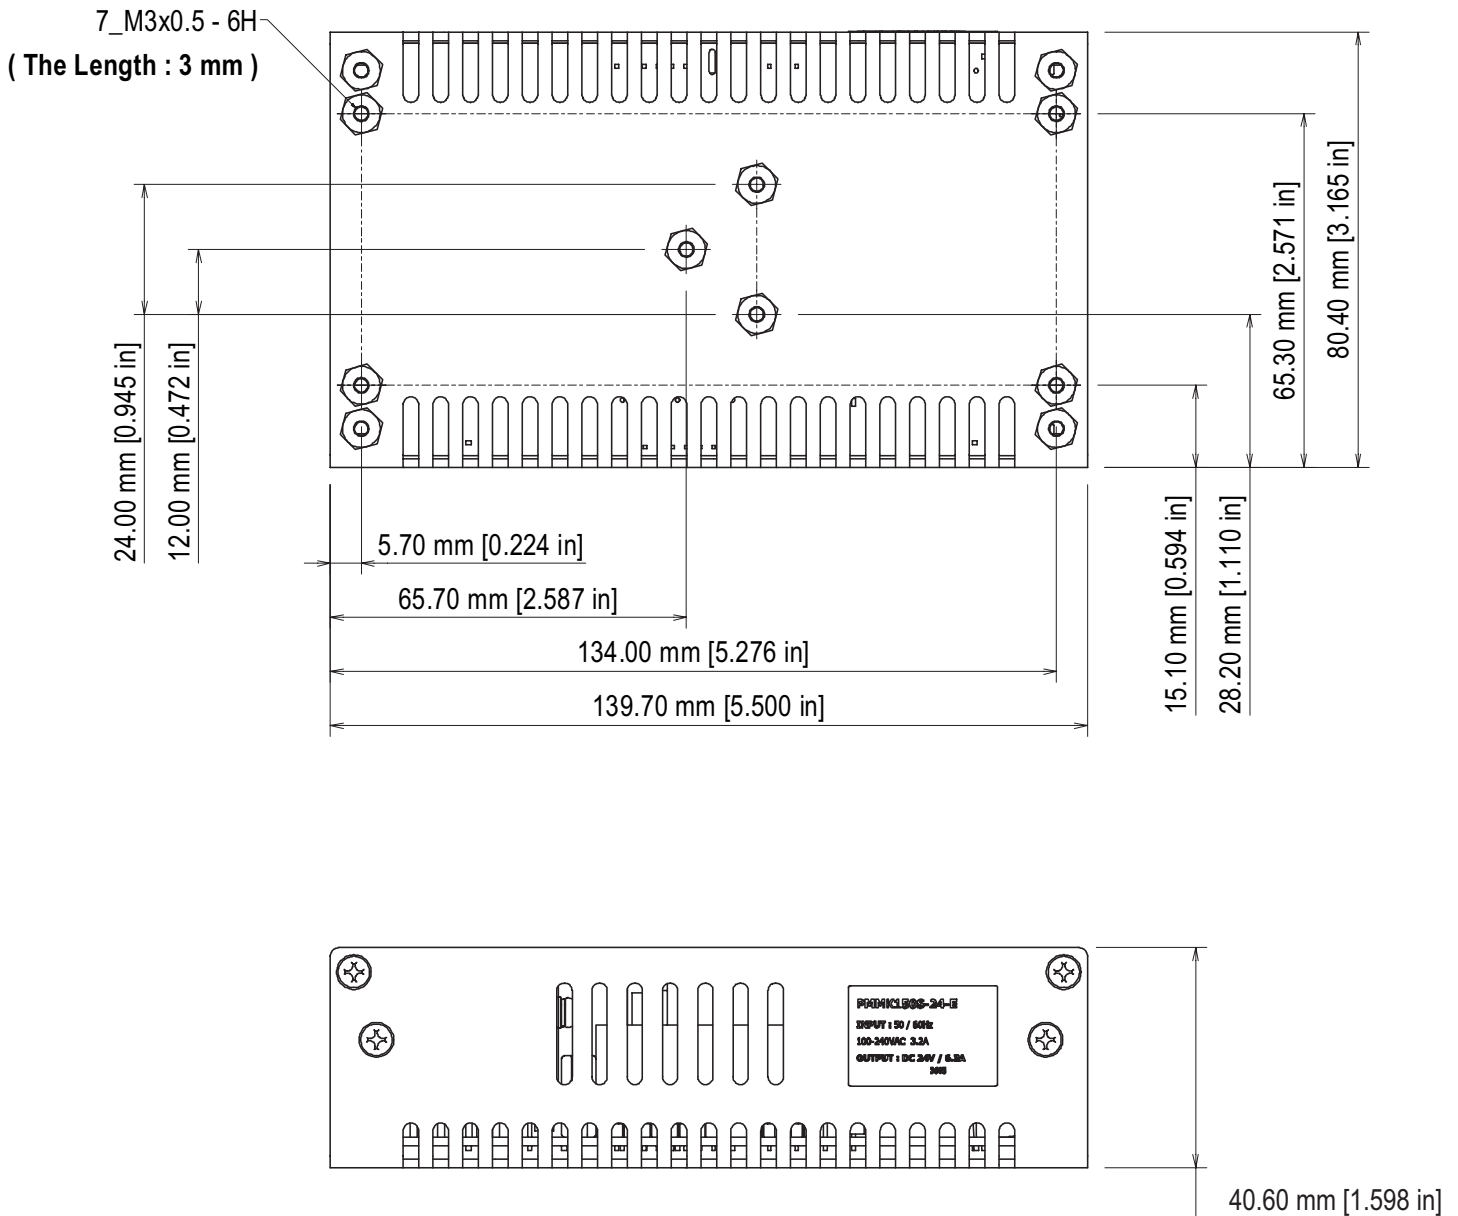 7_M3x0.5 - 6H
( The Length : 3 mm )
24.00 mm [0.945 in]
12.00 mm [0.472 in]
65.30 mm [2.571 in]
80.40 mm [3.165 in]
15.10 mm [0.594 in]
28.20 mm [1.110 in]
5.70 mm [0.224 in]
65.70 mm [2.587 in]
134.00 mm [5.276 in]
139.70 mm [5.500 in]
INPUT : 50 / 60Hz
100-240VAC 3.2A
OUTPUT : DC 24V /
40.60 mm [1.598 in]